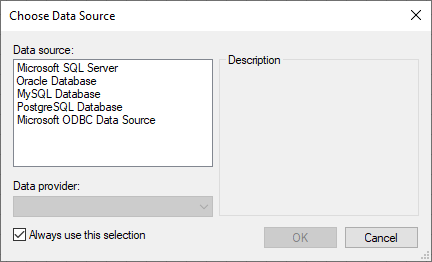 Choose Data Source
Data source:
Microsoft SQL Server
Oracle Database
MySQL Database
PostgreSQL Database
Microsoft ODBC Data Source
Description
Data provider:
Always use this selection
OK
Cancel